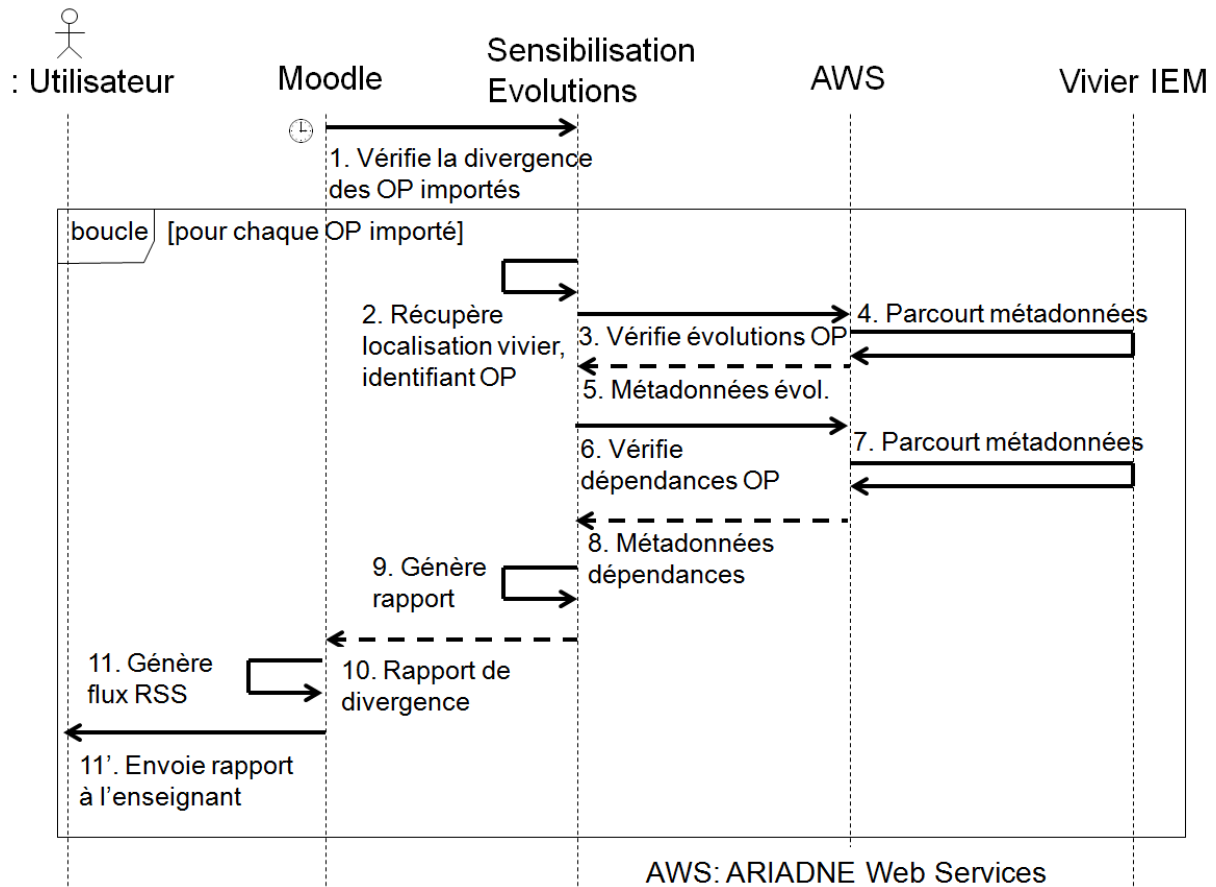 : Utilisateur
Moodle
Sensibilisation
Evolutions
AWS
Vivier IEM
1. Vérifie la divergence
des OP importés
boucle
[pour chaque OP importé]
2. Récupère
localisation vivier,
identifiant OP
3. Vérifie évolutions OP
4. Parcourt métadonnées
5. Métadonnées évol.
6. Vérifie
dépendances OP
7. Parcourt métadonnées
8. Métadonnées
dépendances
9. Génère
rapport
10. Rapport de
divergence
11. Génère
flux RSS
11’. Envoie rapport
à l’enseignant
AWS: ARIADNE Web Services